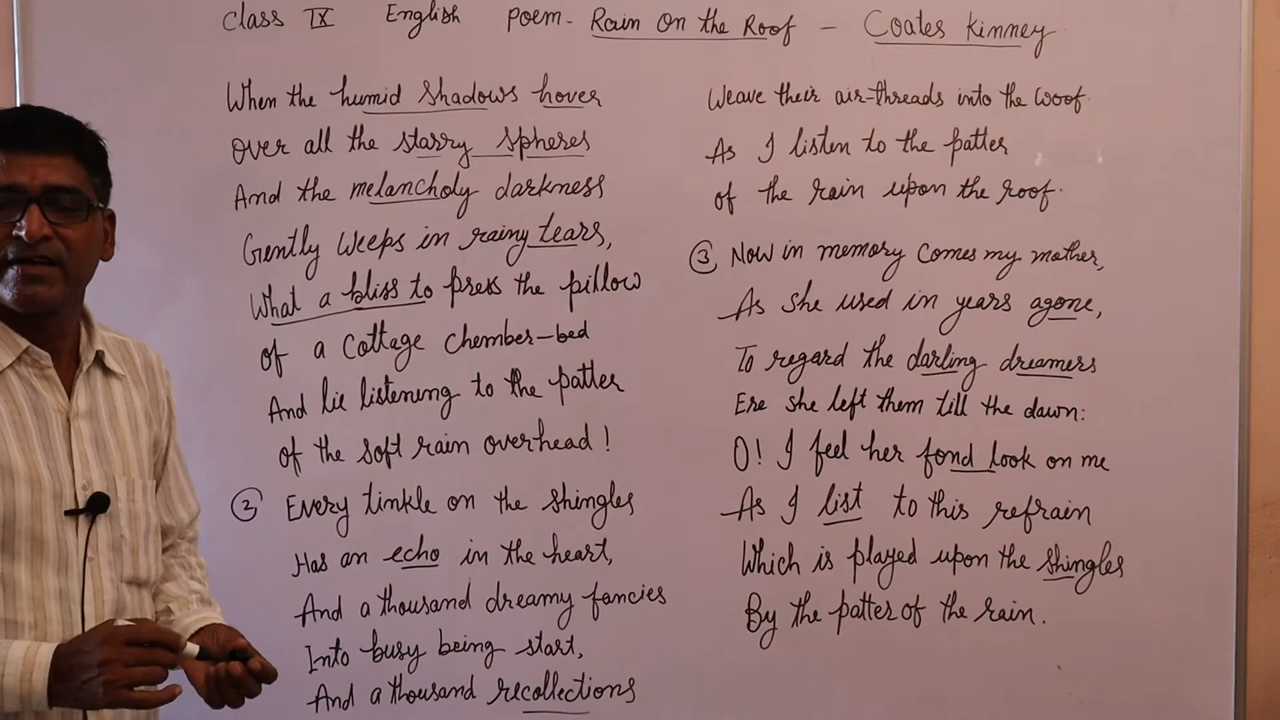 Class IX English Poem - Rain On the Roof - Coates Kinney
When the humid shadows hover
over all the starry spheres
And the melancholy darkness
Gently weeps in rainy tears,
What a bliss to press the pillow
of a Cottage Chember-bed
And lie listening to the patter
of the soft rain overhead!
② Every tinkle on the shingles
Has an echo in the heart,
And a thousand dreamy fancies
Into busy being start,
And a thousand recollections
Weave their air-threads into the woof.
As I listen to the patter
of the rain upon the roof.
③ Now in memory comes my mother,
As she used in years agone,
To regard the darling dreamers
Ere she left them till the dawn:
O! I feel her fond look on me
As I list to this refrain
Which is played upon the shingles
By the patter of the rain.